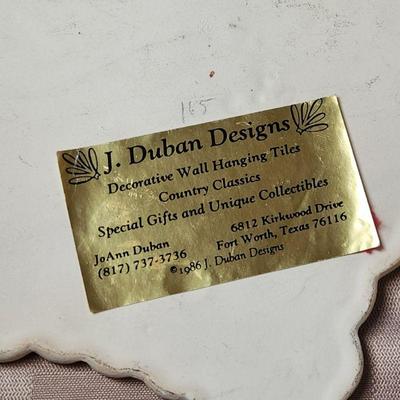 165
J. Duban Designs
Decorative Wall Hanging Tiles
Country Classics
Special Gifts and Unique Collectibles
JoAnn Duban
(817) 737-3736
6812 Kirkwood Drive
Fort Worth, Texas 76116
©1986 J. Duban Designs